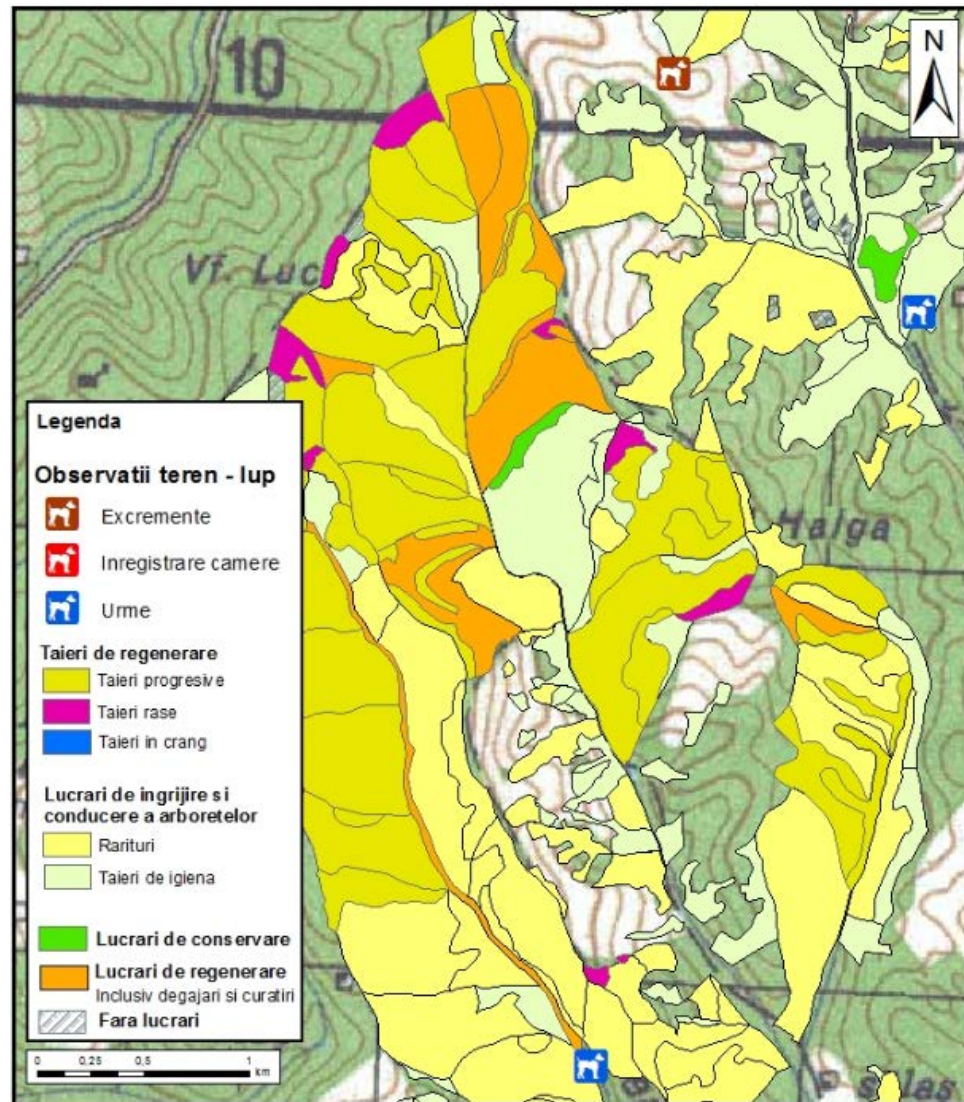 10
N
Vf. Luc
Halga
Legenda
Observatii teren - lup
Excremente
Inregistrare camere
Urme
Taieri de regenerare
Taieri progresive
Taieri rase
Taieri in crang
Lucrari de ingrijire si
conducere a arboretelor
Rarituri
Taieri de igiena
Lucrari de conservare
Lucrari de regenerare
Inclusiv degajari si curatiri
Fara lucrari
0 0,25 0,5 1
km
salas